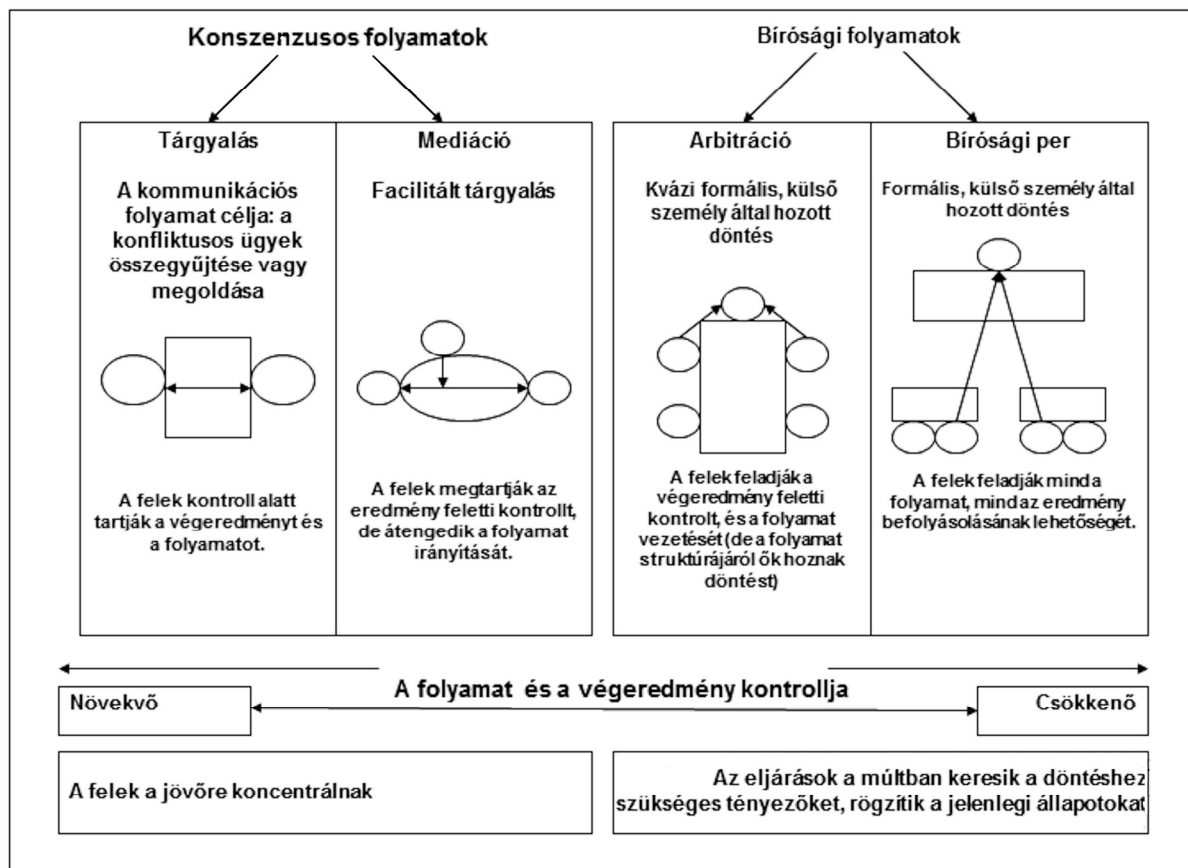 Konszenzusos folyamatok
Bírósági folyamatok
Tárgyalás
A kommunikációs
folyamat célja: a
konfliktusos ügyek
összegyűjtése vagy
megoldása
A felek kontroll alatt
tartják a végeredményt és
a folyamatot.
Mediáció
Facilitált tárgyalás
A felek megtartják az
eredmény feletti kontrollt,
de átengedik a folyamat
irányítását.
Arbitráció
Kvázi formális, külső
személy által hozott
döntés
A felek feladják a
végeredmény feletti
kontrolt, és a folyamat
vezetését (de a folyamat
struktúrájáról ők hoznak
döntést)
Bírósági per
Formális, külső személy által
hozott döntés
A felek feladják mind a
folyamat, mind az eredmény
befolyásolásának lehetőségét.
A folyamat és a végeredmény kontrollja
Növekvő
Csökkenő
A felek a jövőre koncentrálnak
Az eljárások a múltban keresik a döntéshez
szükséges tényezőket, rögzítik a jelenlegi állapotokat